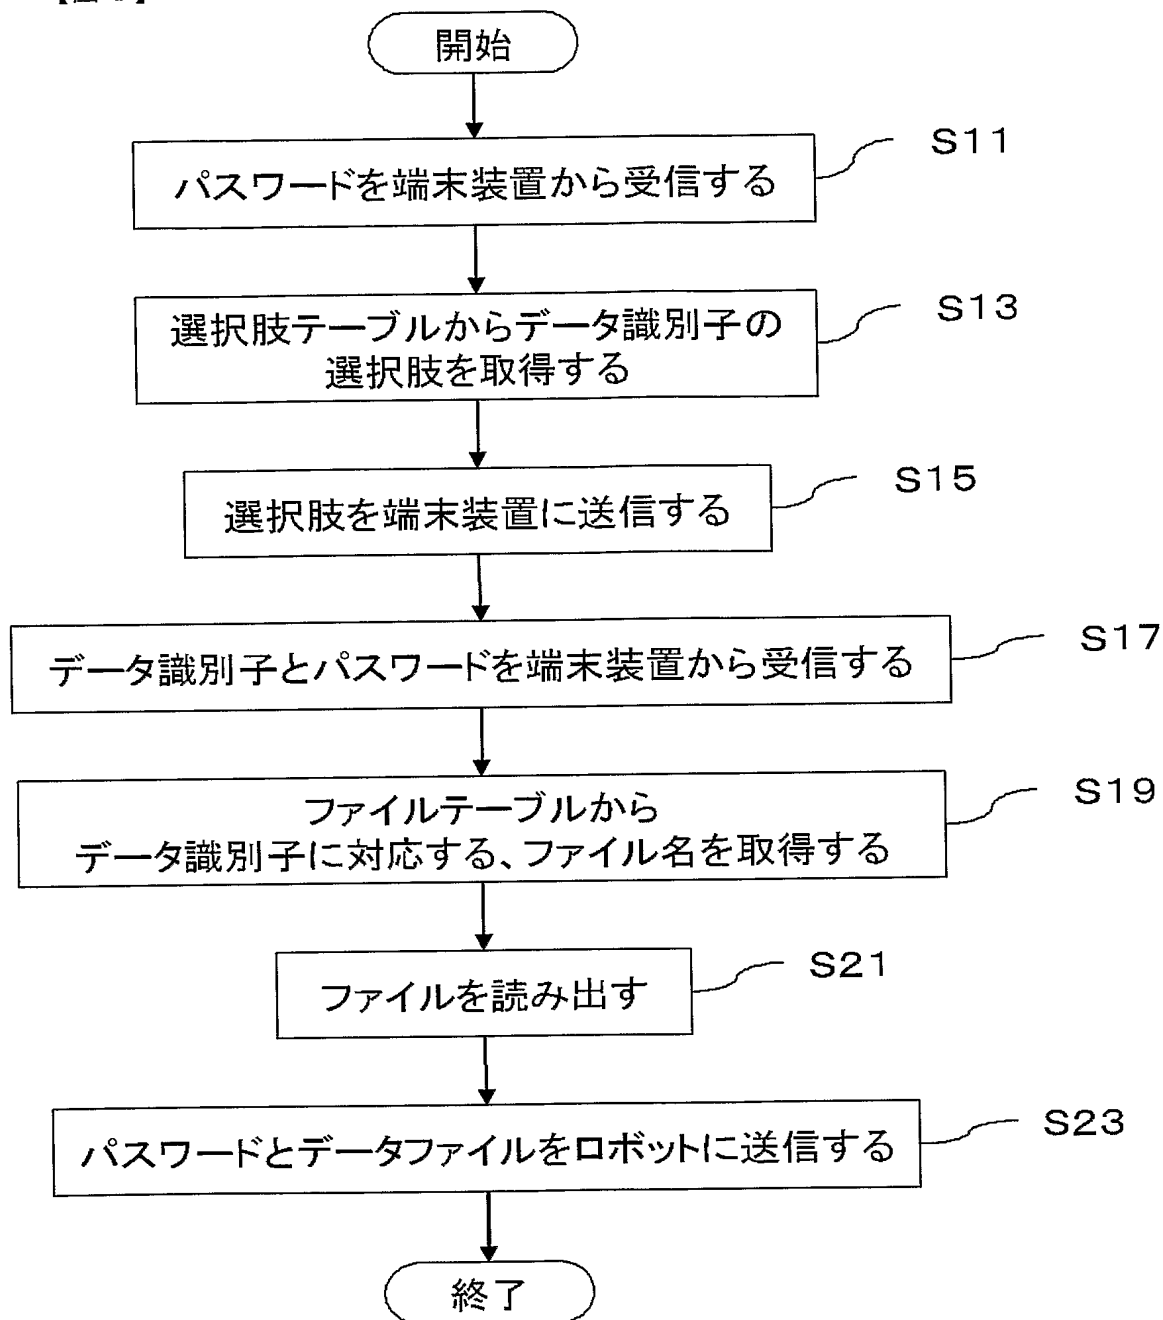 開始
パスワードを端末装置から受信する
S11
選択肢テーブルからデータ識別子の
選択肢を取得する
S13
選択肢を端末装置に送信する
S15
データ識別子とパスワードを端末装置から受信する
S17
ファイルテーブルから
データ識別子に対応する、ファイル名を取得する
S19
ファイルを読み出す
S21
パスワードとデータファイルをロボットに送信する
S23
終了